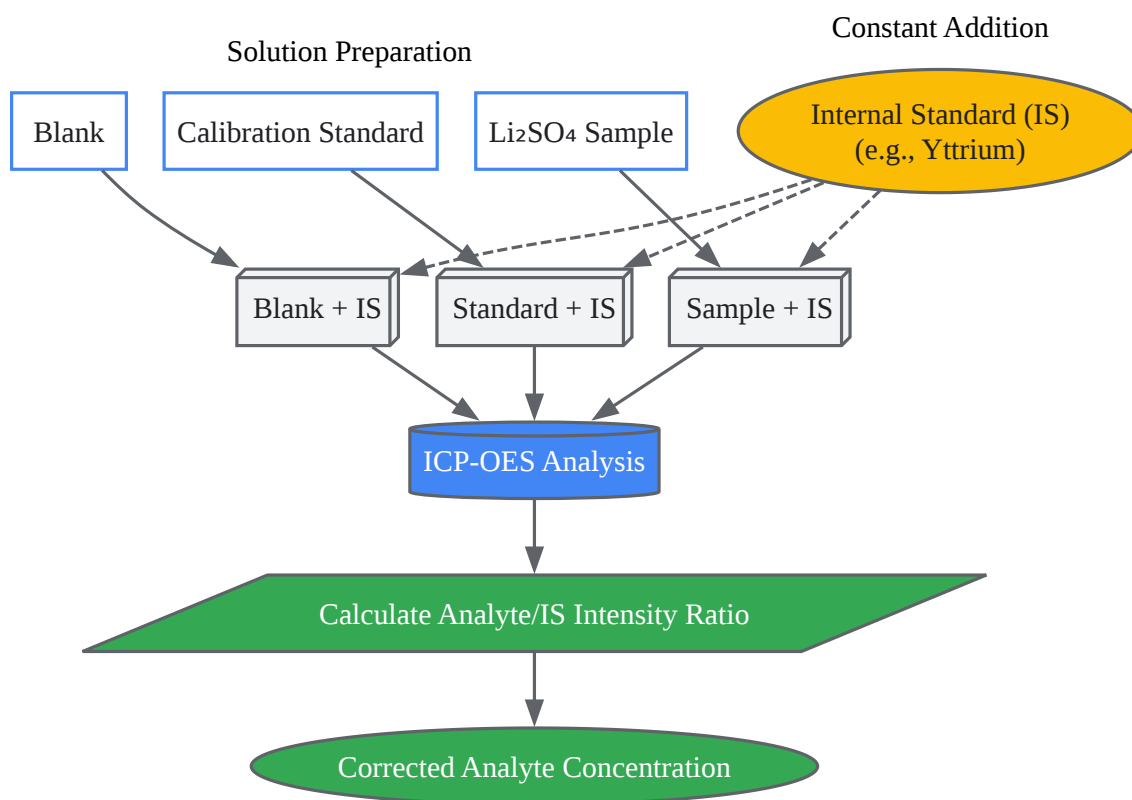 Constant Addition
Solution Preparation
Blank
Calibration Standard
Li₂SO₄ Sample
Internal Standard (IS)
(e.g., Yttrium)
Blank + IS
Standard + IS
Sample + IS
ICP-OES Analysis
Calculate Analyte/IS Intensity Ratio
Corrected Analyte Concentration